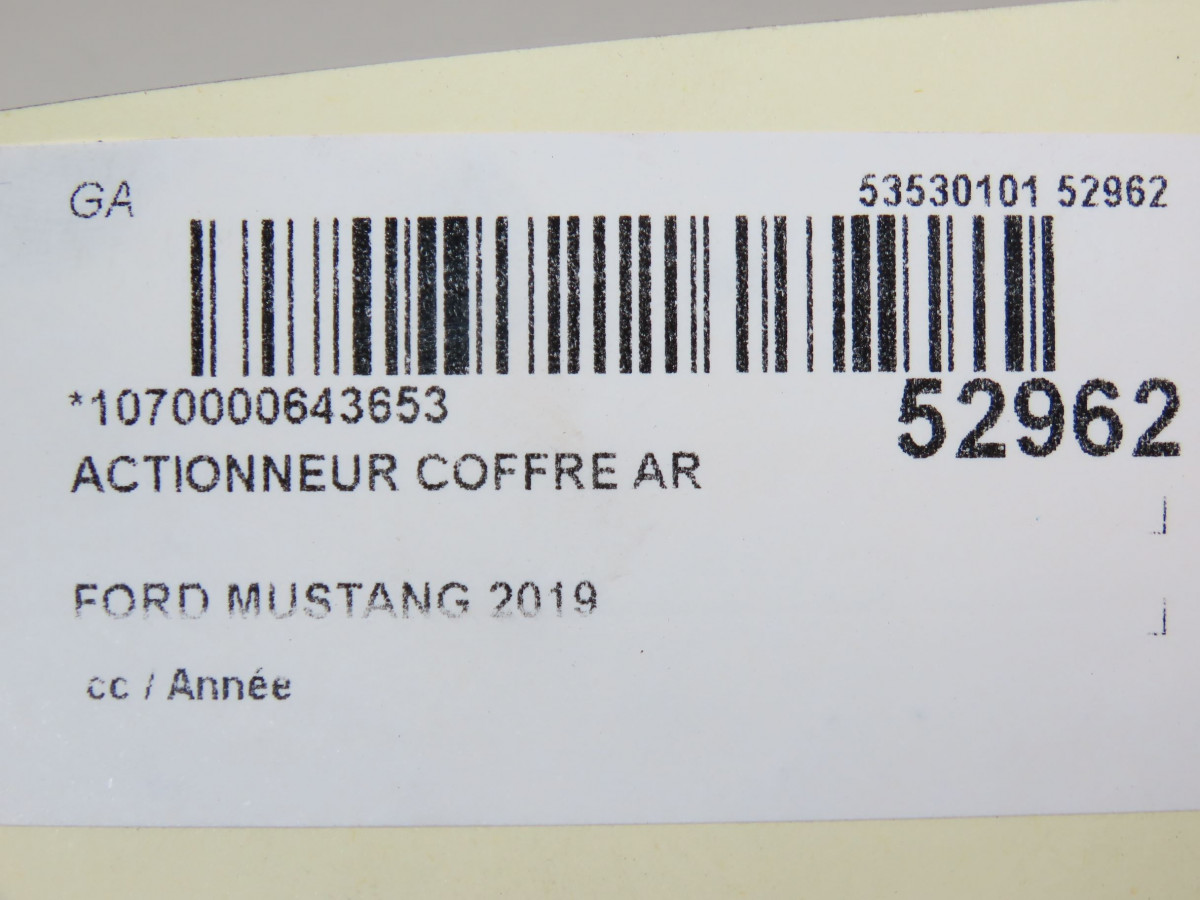 GA
53530101 52962
*1070000643653
52962
ACTIONNEUR COFFRE AR
FORD MUSTANG 2019
cc / Année